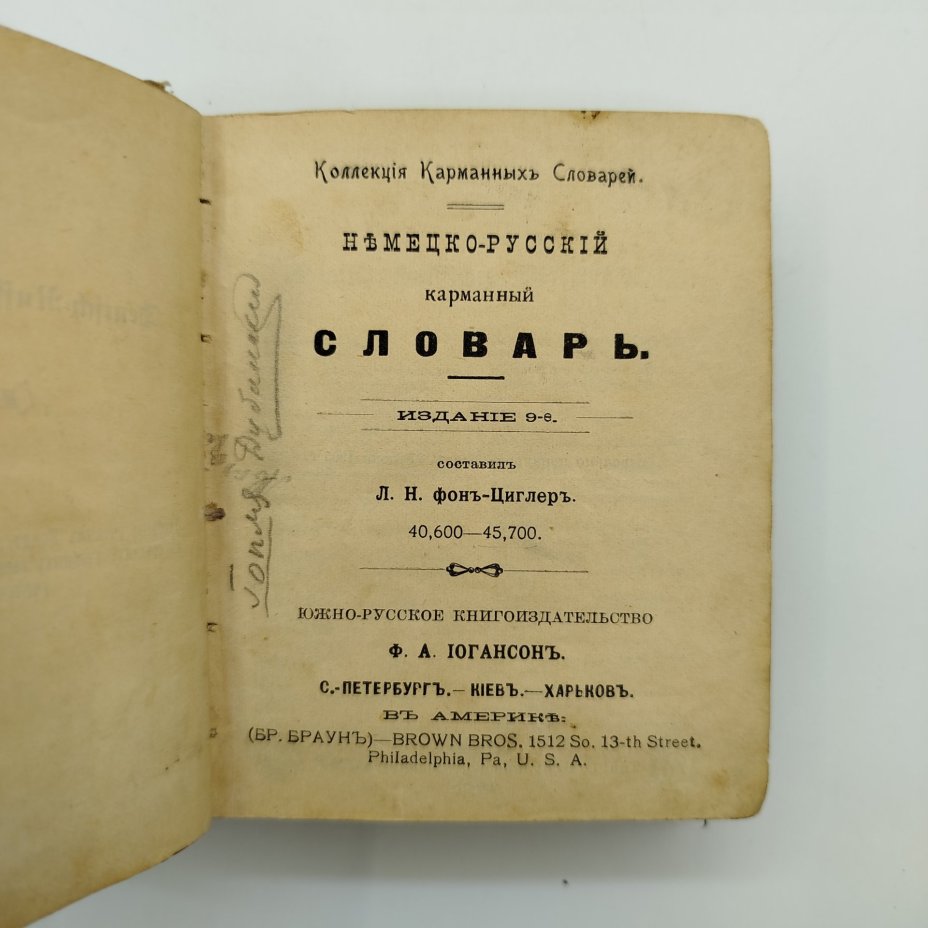 Коллекція Карманныхъ Словарей.
НѢМЕЦКО-РУССКІЙ
карманный
СЛОВАРЬ.
ИЗДАНІЕ 9-е.
составилъ
Л. Н. фонъ-Циглеръ.
40,600—45,700.
ЮЖНО-РУССКОЕ КНИГОИЗДАТЕЛЬСТВО
Ф. А. ІОГАНСОНЪ.
С.-ПЕТЕРБУРГЪ.—КІЕВЪ.—ХАРЬКОВЪ.
ВЪ АМЕРИКѢ:
(БР. БРАУНЪ)—BROWN BROS. 1512 So. 13-th Street.
Philadelphia, Pa, U. S. A.